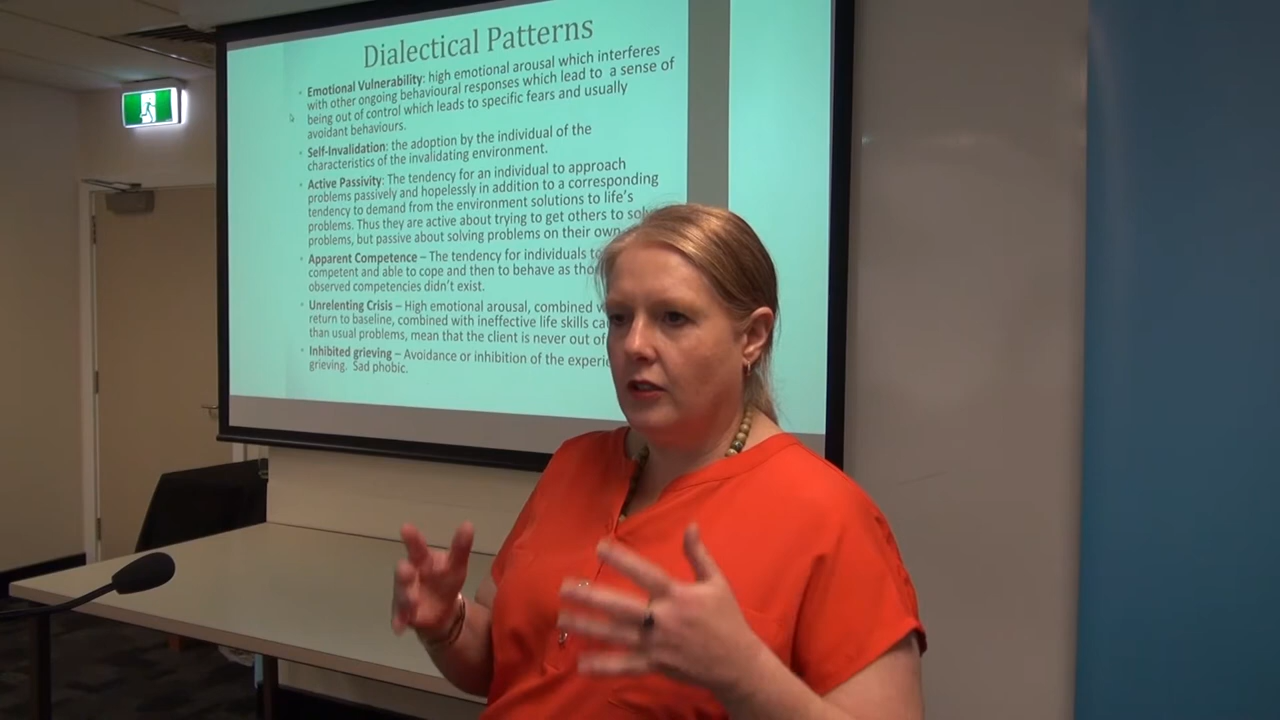 Dialectical Patterns
Emotional Vulnerability: high emotional arousal which interferes
with other ongoing behavioural responses which lead to a sense of
being out of control which leads to specific fears and usually
avoidant behaviours.
Self-Invalidation: the adoption by the individual of the
characteristics of the invalidating environment.
Active Passivity: The tendency for an individual to approach
problems passively and hopelessly in addition to a corresponding
tendency to demand from the environment solutions to life's
problems. Thus they are active about trying to get others to
problems, but passive about solving problems on their own
Apparent Competence – The tendency for individuals
competent and able to cope and then to behave as
observed competencies didn't exist.
Unrelenting Crisis – High emotional arousal, combined
return to baseline, combined with ineffective life skills
than usual problems, mean that the client is never out of
Inhibited grieving – Avoidance or inhibition of the
grieving. Sad phobic.